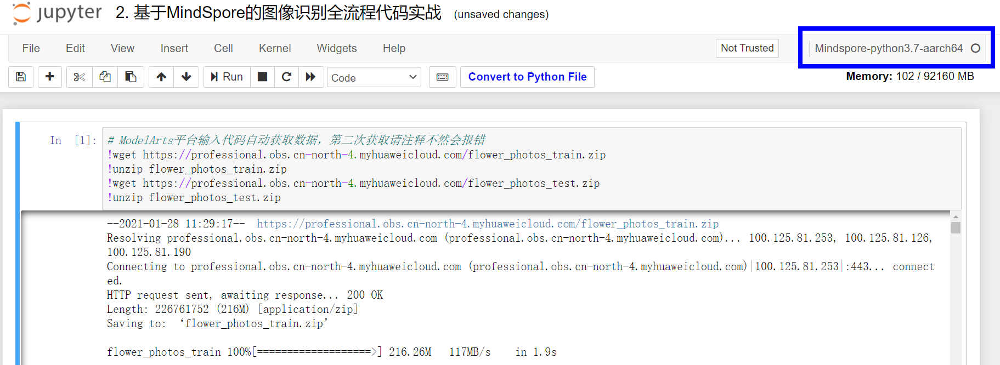 jupyter 2. 基于MindSpore的图像识别全流程代码实战 (unsaved changes)
File Edit View Insert Cell Kernel Widgets Help Not Trusted Mindspore-python3.7-aarch64
Run Code Convert to Python File Memory: 102 / 92160 MB
In [1]: # ModelArts平台输入代码自动获取数据，第二次获取请注释不然会报错
!wget https://professional.obs.cn-north-4.myhuaweicloud.com/flower_photos_train.zip
!unzip flower_photos_train.zip
!wget https://professional.obs.cn-north-4.myhuaweicloud.com/flower_photos_test.zip
!unzip flower_photos_test.zip
--2021-01-28 11:29:17-- https://professional.obs.cn-north-4.myhuaweicloud.com/flower_photos_train.zip
Resolving professional.obs.cn-north-4.myhuaweicloud.com (professional.obs.cn-north-4.myhuaweicloud.com)... 100.125.81.253, 100.125.81.126,
100.125.81.190
Connecting to professional.obs.cn-north-4.myhuaweicloud.com (professional.obs.cn-north-4.myhuaweicloud.com)|100.125.81.253|:443... connect
ed.
HTTP request sent, awaiting response... 200 OK
Length: 226761752 (216M) [application/zip]
Saving to: ‘flower_photos_train.zip’
flower_photos_train 100%[===================>] 216.26M 117MB/s in 1.9s